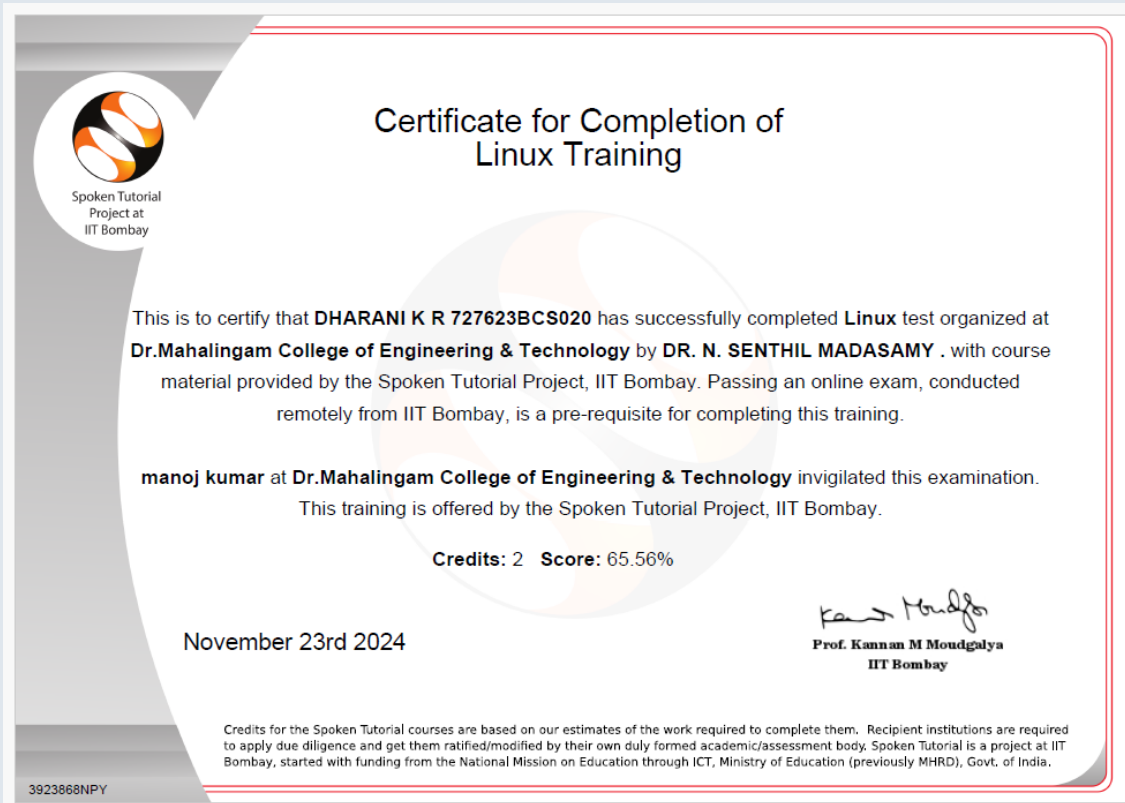 Spoken Tutorial
Project at
IIT Bombay
Certificate for Completion of
Linux Training
This is to certify that DHARANI K R 727623BCS020 has successfully completed Linux test organized at
Dr.Mahalingam College of Engineering & Technology by DR. N. SENTHIL MADASAMY . with course
material provided by the Spoken Tutorial Project, IIT Bombay. Passing an online exam, conducted
remotely from IIT Bombay, is a pre-requisite for completing this training.
manoj kumar at Dr.Mahalingam College of Engineering & Technology invigilated this examination.
This training is offered by the Spoken Tutorial Project, IIT Bombay.
Credits: 2 Score: 65.56%
November 23rd 2024
Prof. Kannan M Moudgalya
IIT Bombay
Credits for the Spoken Tutorial courses are based on our estimates of the work required to complete them. Recipient institutions are required
to apply due diligence and get them ratified/modified by their own duly formed academic/assessment body. Spoken Tutorial is a project at IIT
Bombay, started with funding from the National Mission on Education through ICT, Ministry of Education (previously MHRD), Govt. of India.
3923868NPY